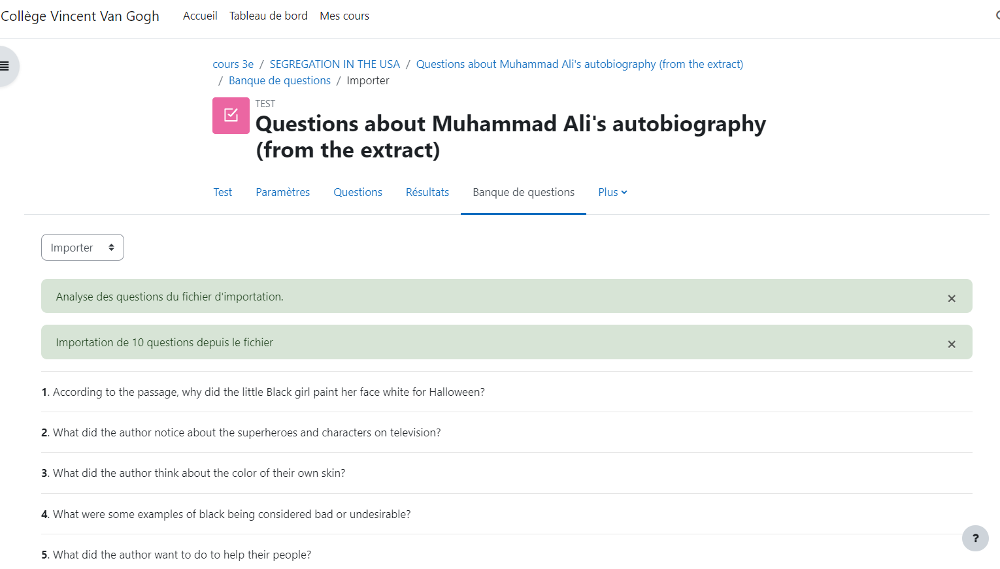 Collège Vincent Van Gogh Accueil Tableau de bord Mes cours
cours 3e / SEGREGATION IN THE USA / Questions about Muhammad Ali's autobiography (from the extract)
/ Banque de questions / Importer
TEST
Questions about Muhammad Ali's autobiography
(from the extract)
Test Paramètres Questions Résultats Banque de questions Plus
Importer
Analyse des questions du fichier d'importation. ×
Importation de 10 questions depuis le fichier ×
1. According to the passage, why did the little Black girl paint her face white for Halloween?
2. What did the author notice about the superheroes and characters on television?
3. What did the author think about the color of their own skin?
4. What were some examples of black being considered bad or undesirable?
?
5. What did the author want to do to help their people?